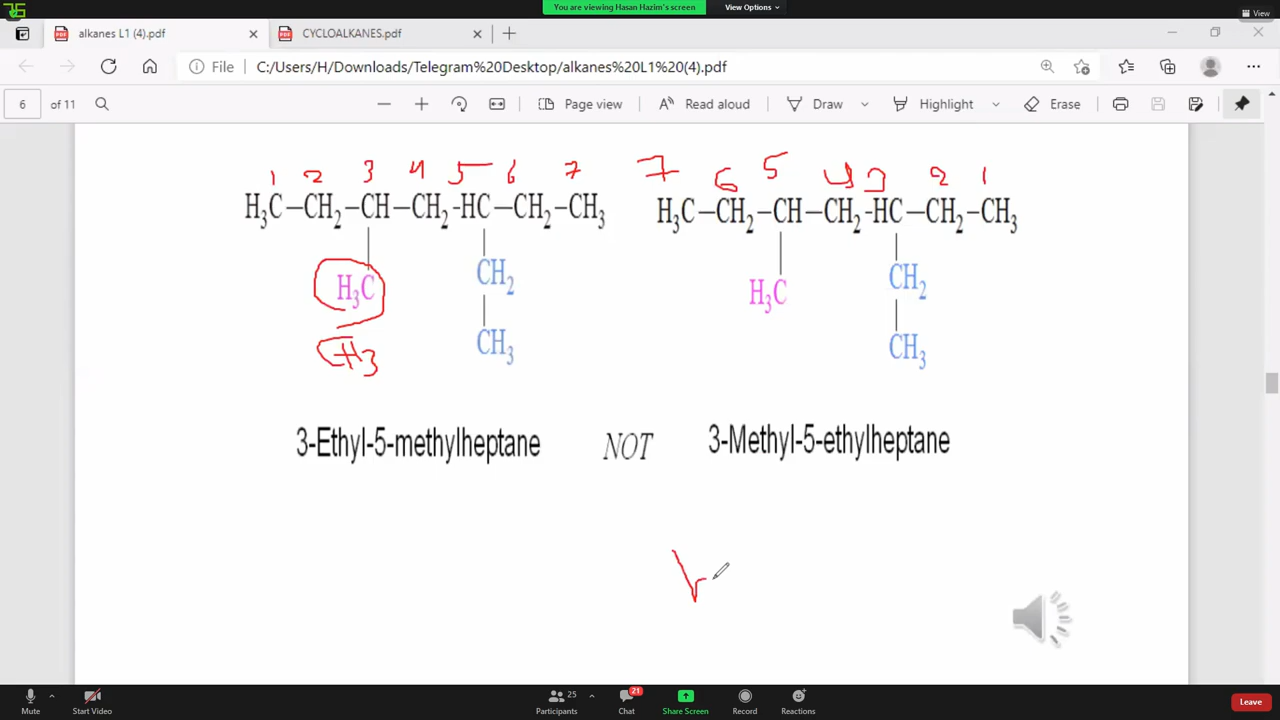 You are viewing Hasan Hazim's screen
View Options
View
alkanes L1 (4).pdf
CYCLOALKANES.pdf
File
C:/Users/H/Downloads/Telegram%20Desktop/alkanes%20L1%20(4).pdf
6 of 11
Page view
Read aloud
Draw
Highlight
Erase
1 2 3 4 5 6 7
7 6 5 4 3 2 1
H₃C–CH₂–CH–CH₂-HC–CH₂–CH₃
H₃C–CH₂–CH–CH₂-HC–CH₂–CH₃
H₃C
CH₂
H₃C
CH₂
CH3
CH₃
CH₃
3-Ethyl-5-methylheptane
NOT
3-Methyl-5-ethylheptane
Mute
Start Video
25
Participants
21
Chat
Share Screen
Record
Reactions
Leave